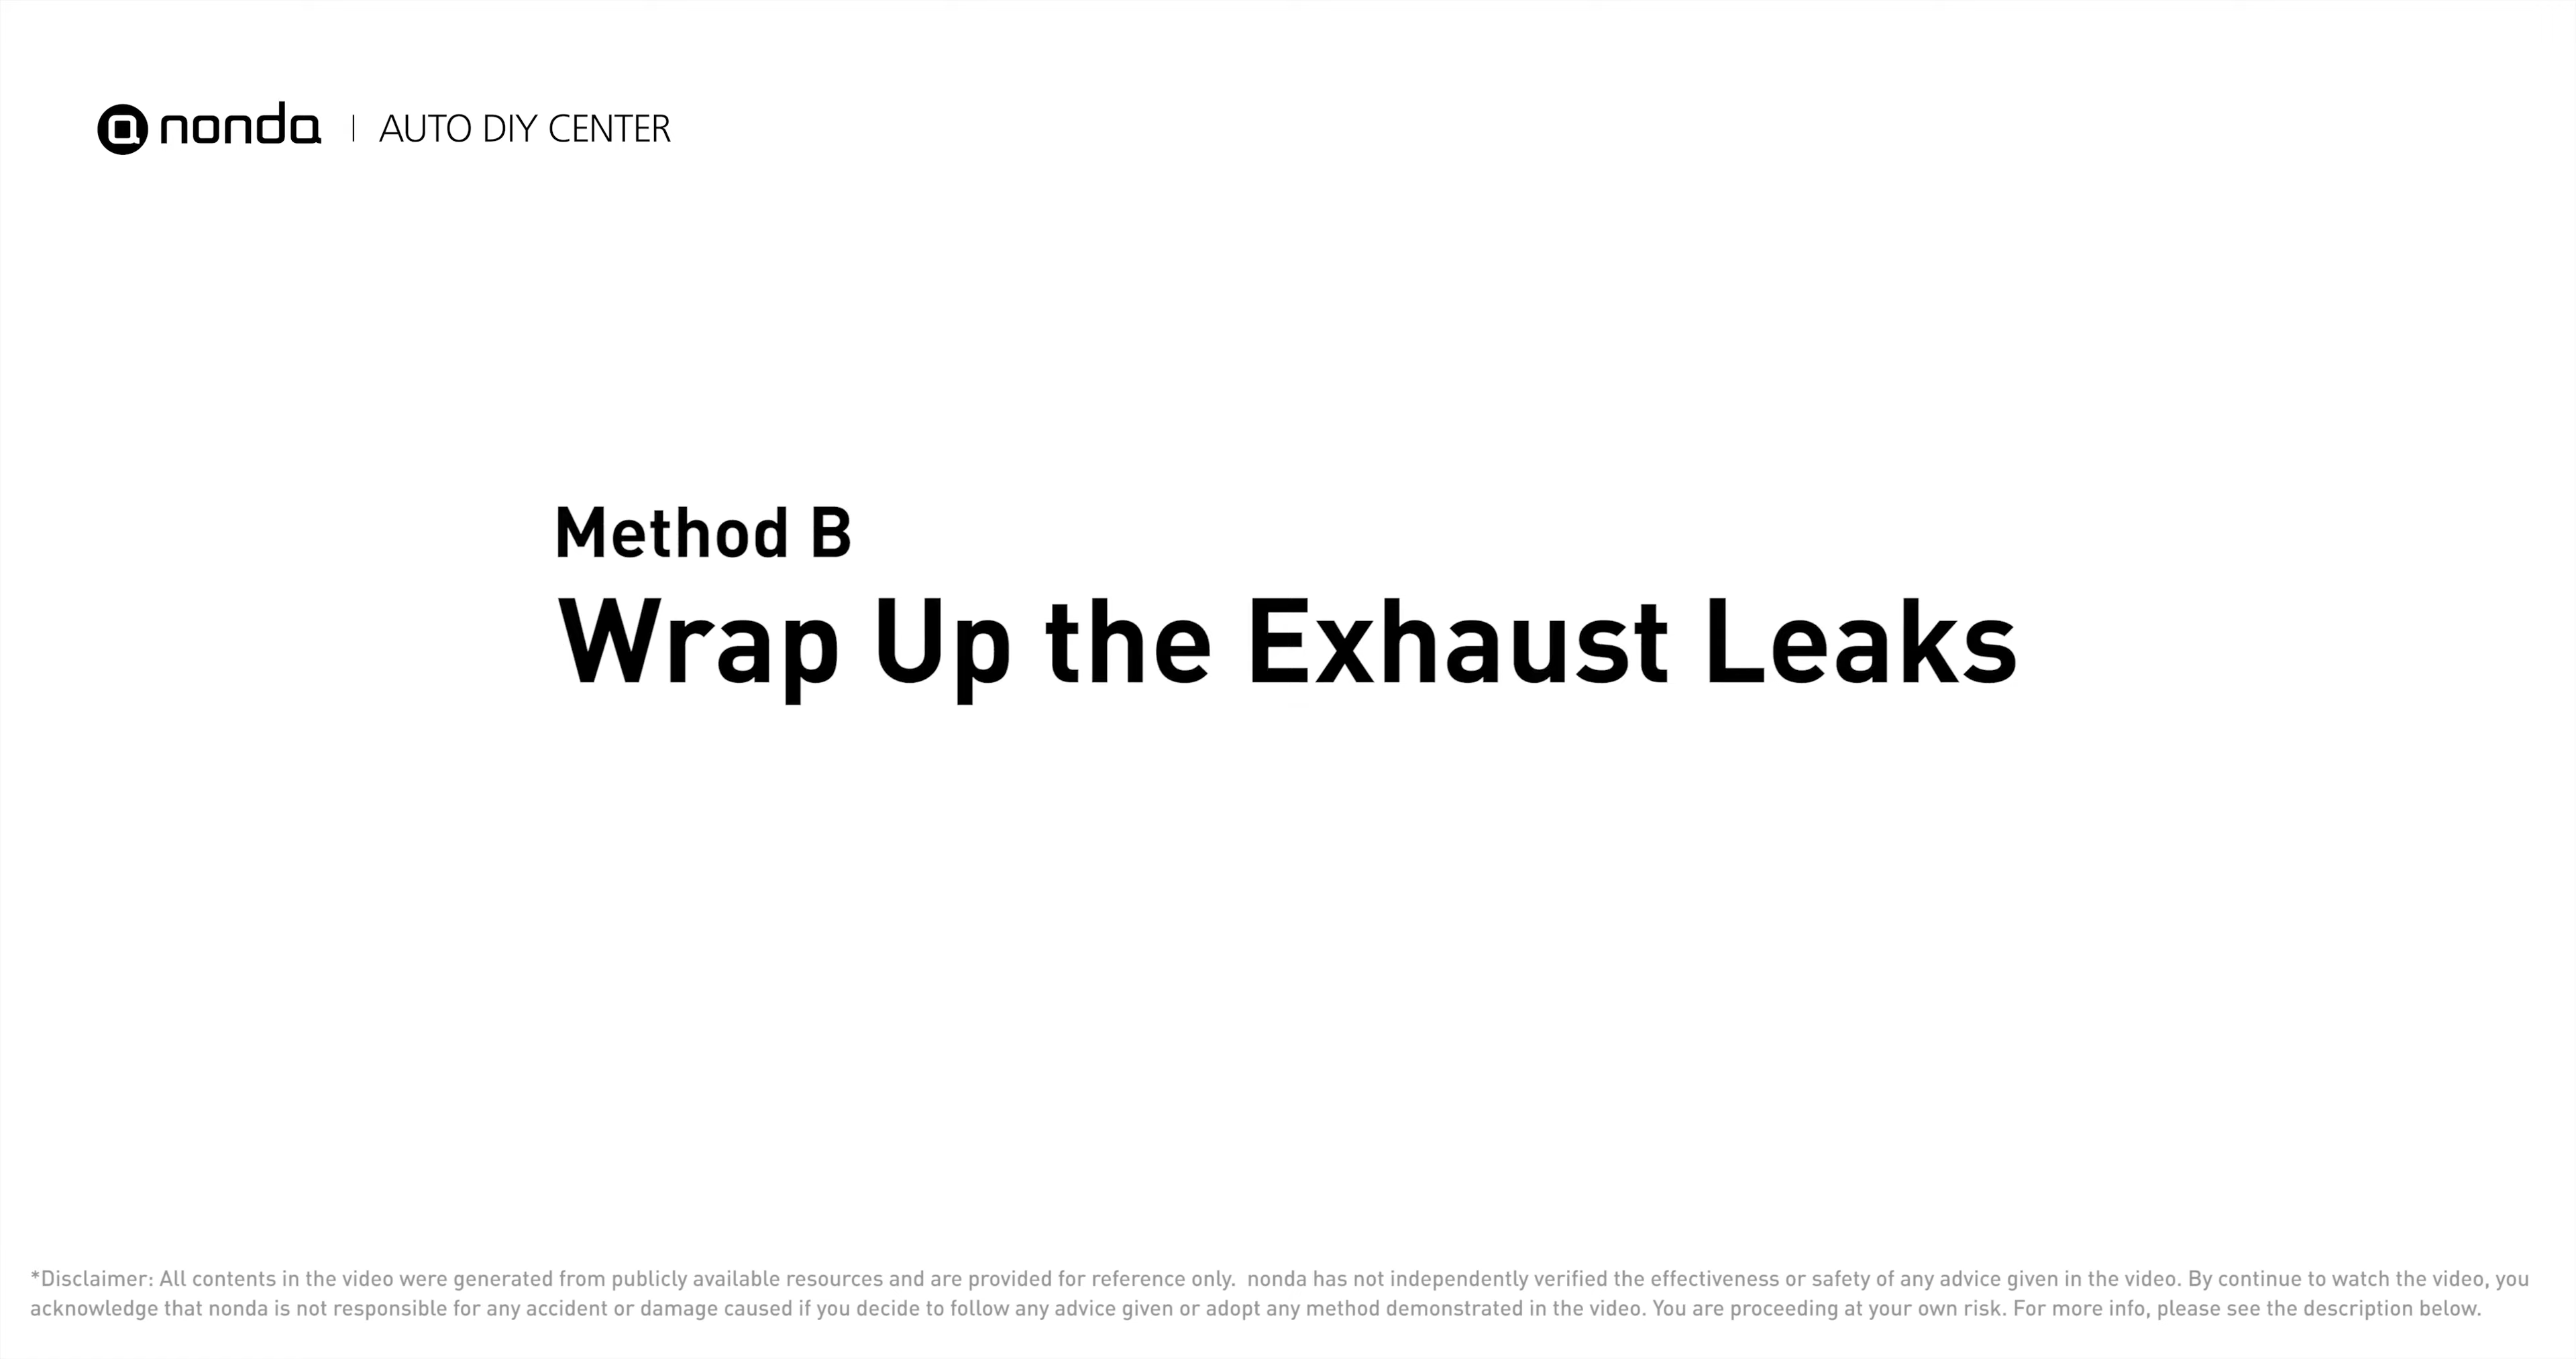 nonda | AUTO DIY CENTER
Method B
Wrap Up the Exhaust Leaks
*Disclaimer: All contents in the video were generated from publicly available resources and are provided for reference only.  nonda has not independently verified the effectiveness or safety of any advice given in the video. By continue to watch the video, you
acknowledge that nonda is not responsible for any accident or damage caused if you decide to follow any advice given or adopt any method demonstrated in the video. You are proceeding at your own risk. For more info, please see the description below.